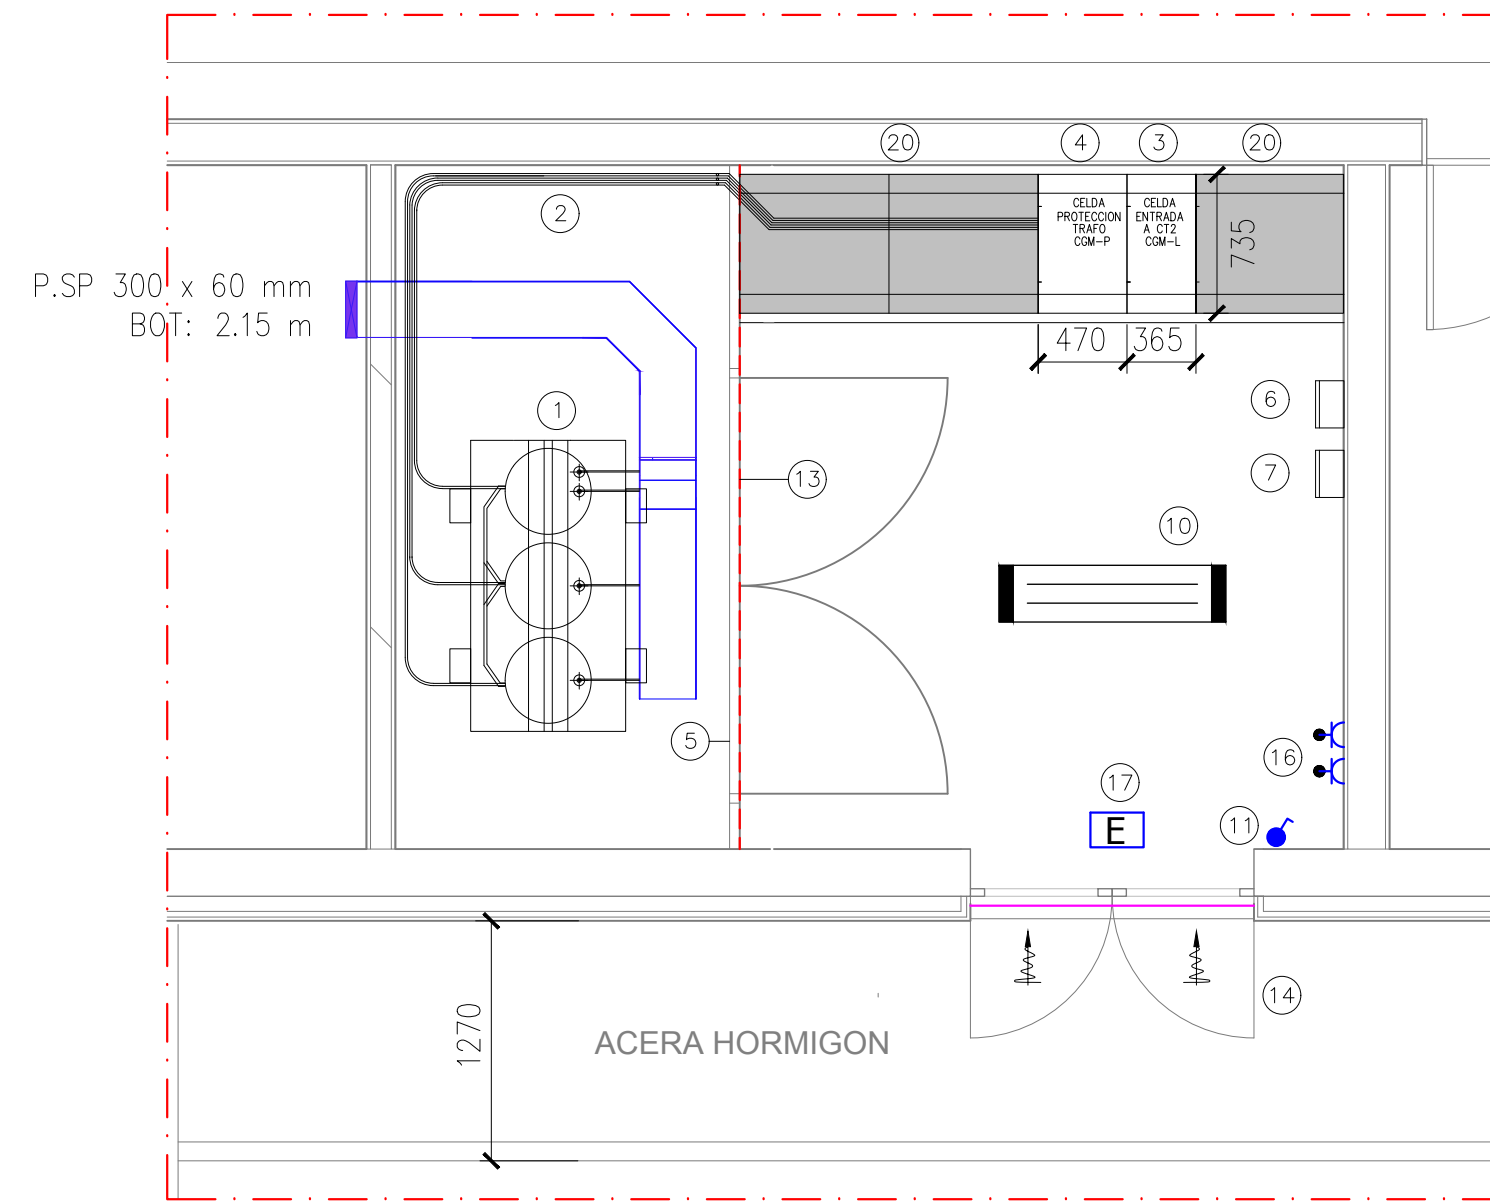 20
4
3
20
2
CELDA
PROTECCION
TRAFO
CGM-P
CELDA
ENTRADA
A CT2
CGM-L
735
P.SP 300 x 60 mm
BOT: 2.15 m
470
365
1
6
7
13
10
5
16
17
E
11
14
1270
ACERA HORMIGON